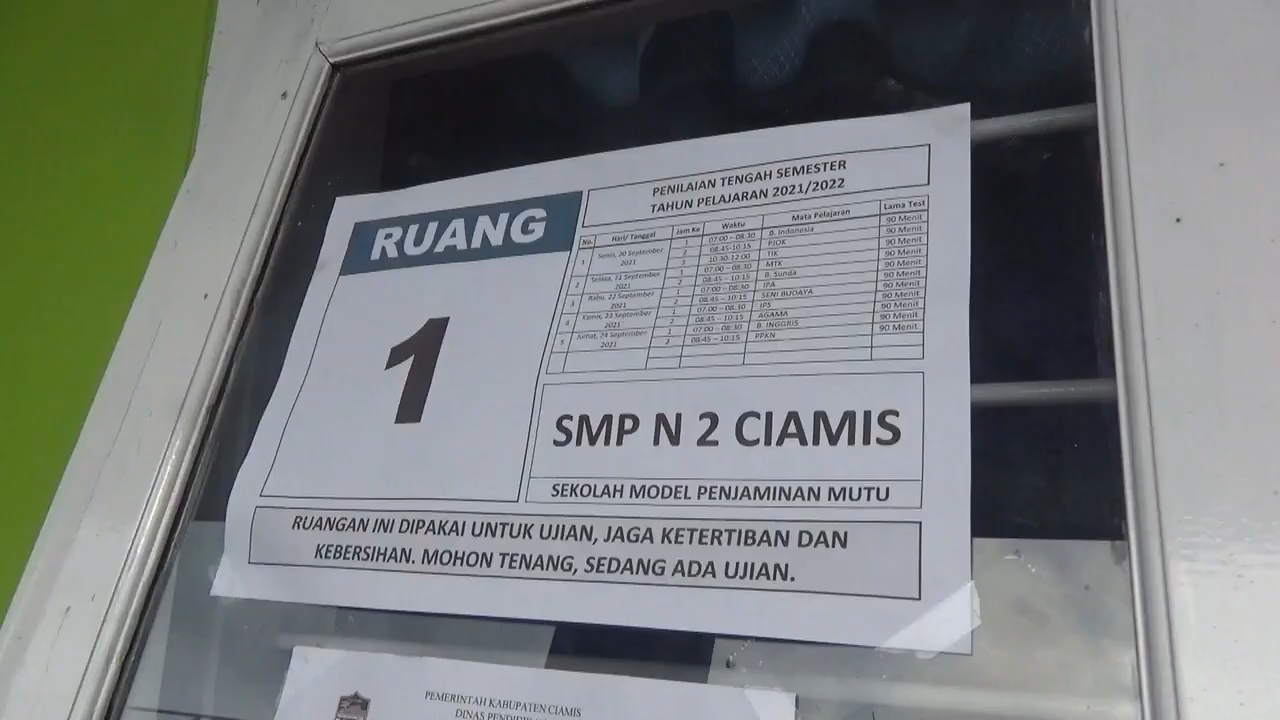 RUANG
1
PENILAIAN TENGAH SEMESTER
TAHUN PELAJARAN 2021/2022
No. Hari/ Tanggal Jam Ke Waktu Mata Pelajaran Lama Test
1 Senin, 20 September 2021 1 07:00 – 08:30 B. Indonesia 90 Menit
2 08:45-10:15 PJOK 90 Menit
3 10:30-12:00 TIK 90 Menit
2 Selasa, 21 September 2021 1 07:00 – 08:30 MTK 90 Menit
2 08:45 – 10:15 B. Sunda 90 Menit
3 Rabu, 22 September 2021 1 07:00 – 08:30 IPA 90 Menit
2 08:45 – 10:15 SENI BUDAYA 90 Menit
4 Kamis, 23 September 2021 1 07:00 – 08:30 IPS 90 Menit
2 08:45 – 10:15 AGAMA 90 Menit
5 Jumat, 24 September 2021 1 07:00 – 08:30 B. INGGRIS 90 Menit
2 08:45 – 10:15 PPKN 90 Menit
SMP N 2 CIAMIS
SEKOLAH MODEL PENJAMINAN MUTU
RUANGAN INI DIPAKAI UNTUK UJIAN, JAGA KETERTIBAN DAN
KEBERSIHAN. MOHON TENANG, SEDANG ADA UJIAN.
PEMERINTAH KABUPATEN CIAMIS
DINAS